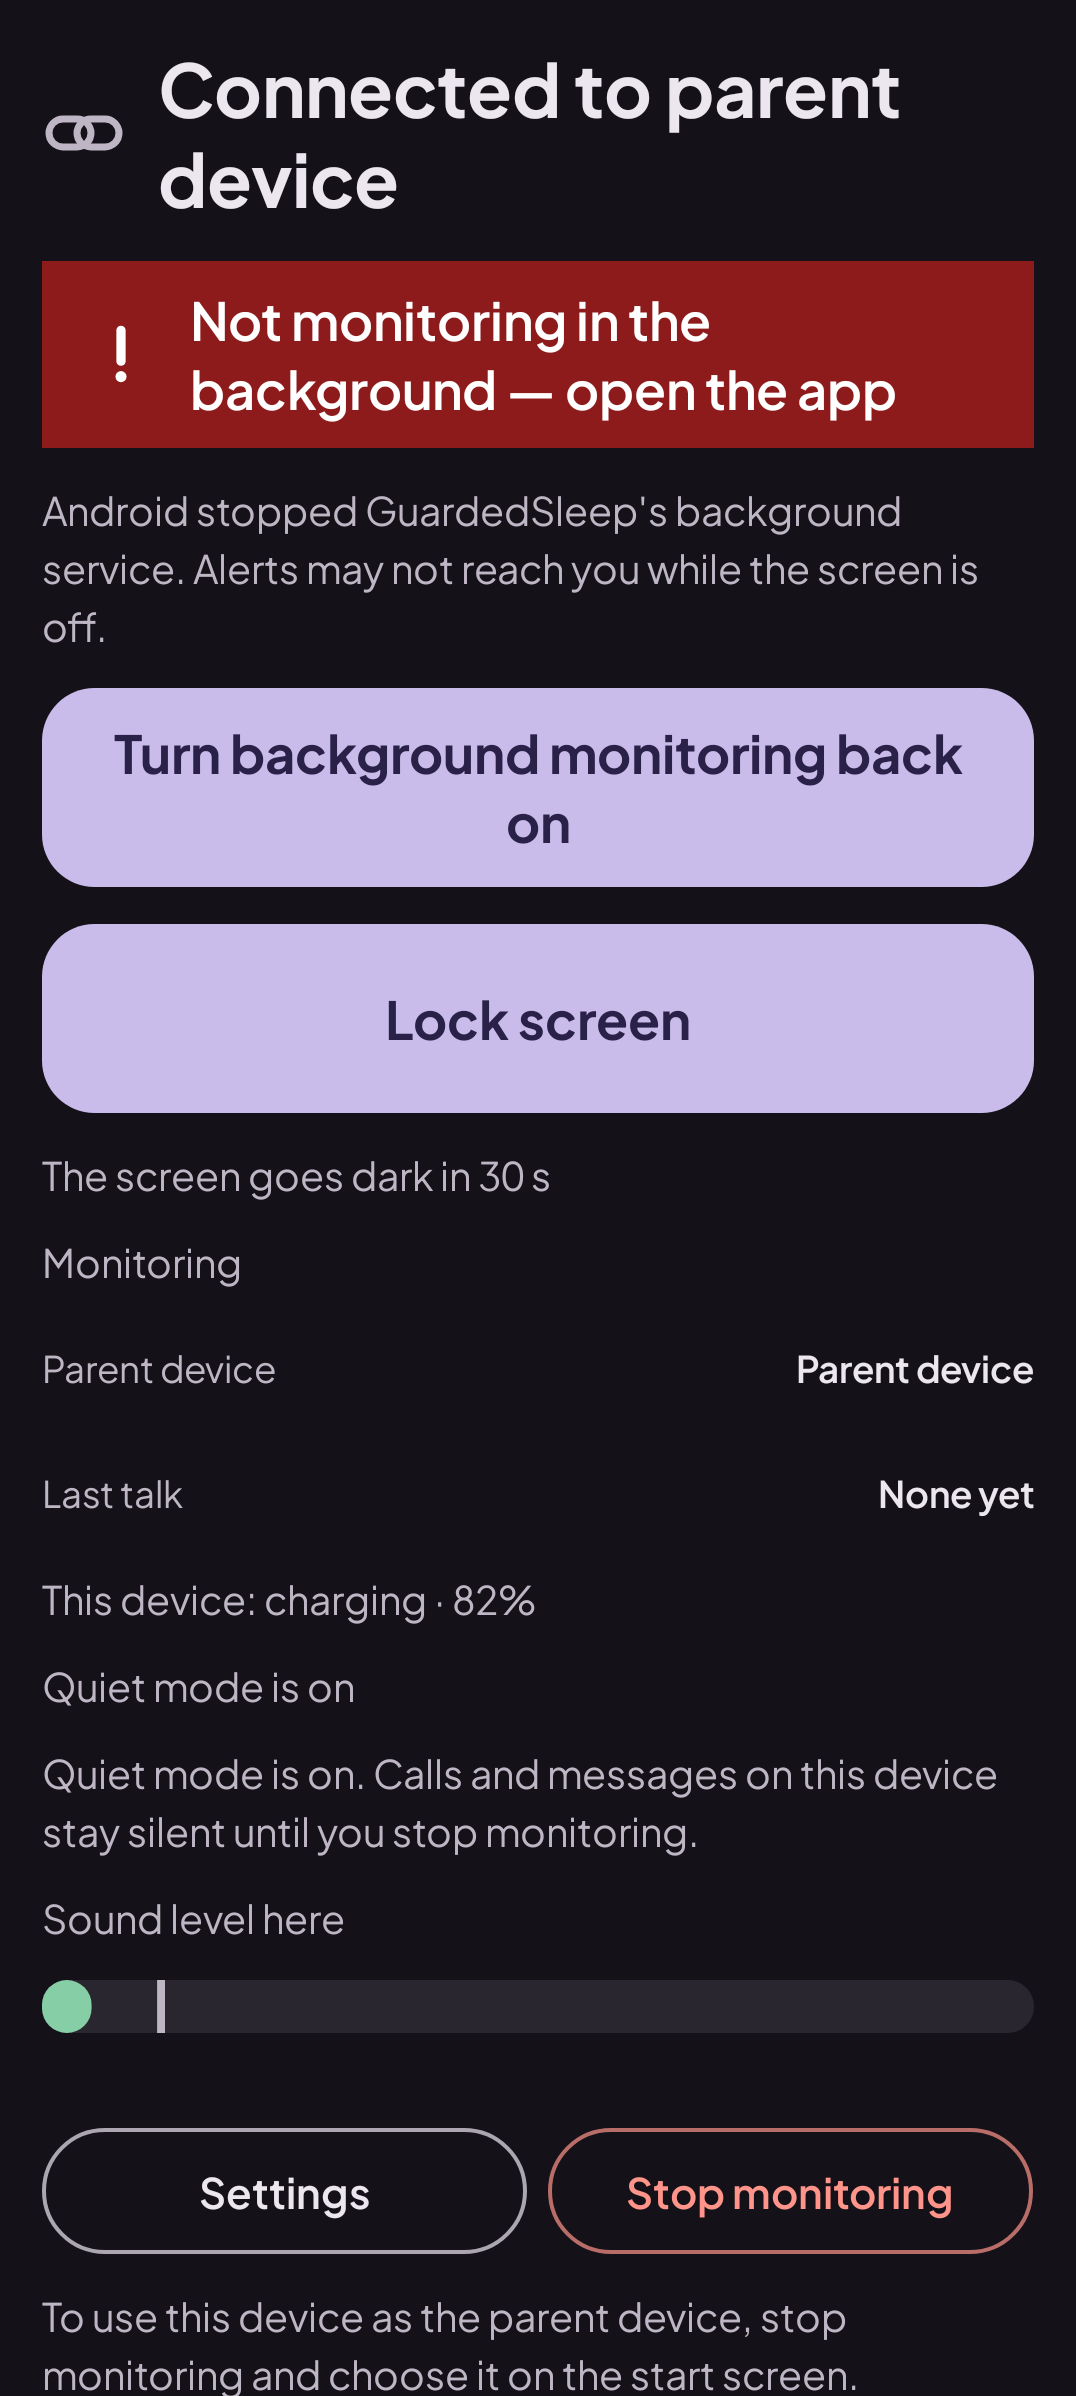 Connected to parent
device
Not monitoring in the
background — open the app
Android stopped GuardedSleep's background
service. Alerts may not reach you while the screen is
off.
Turn background monitoring back
on
Lock screen
The screen goes dark in 30 s
Monitoring
Parent device
Parent device
Last talk
None yet
This device: charging · 82%
Quiet mode is on
Quiet mode is on. Calls and messages on this device
stay silent until you stop monitoring.
Sound level here
Settings
Stop monitoring
To use this device as the parent device, stop
monitoring and choose it on the start screen.